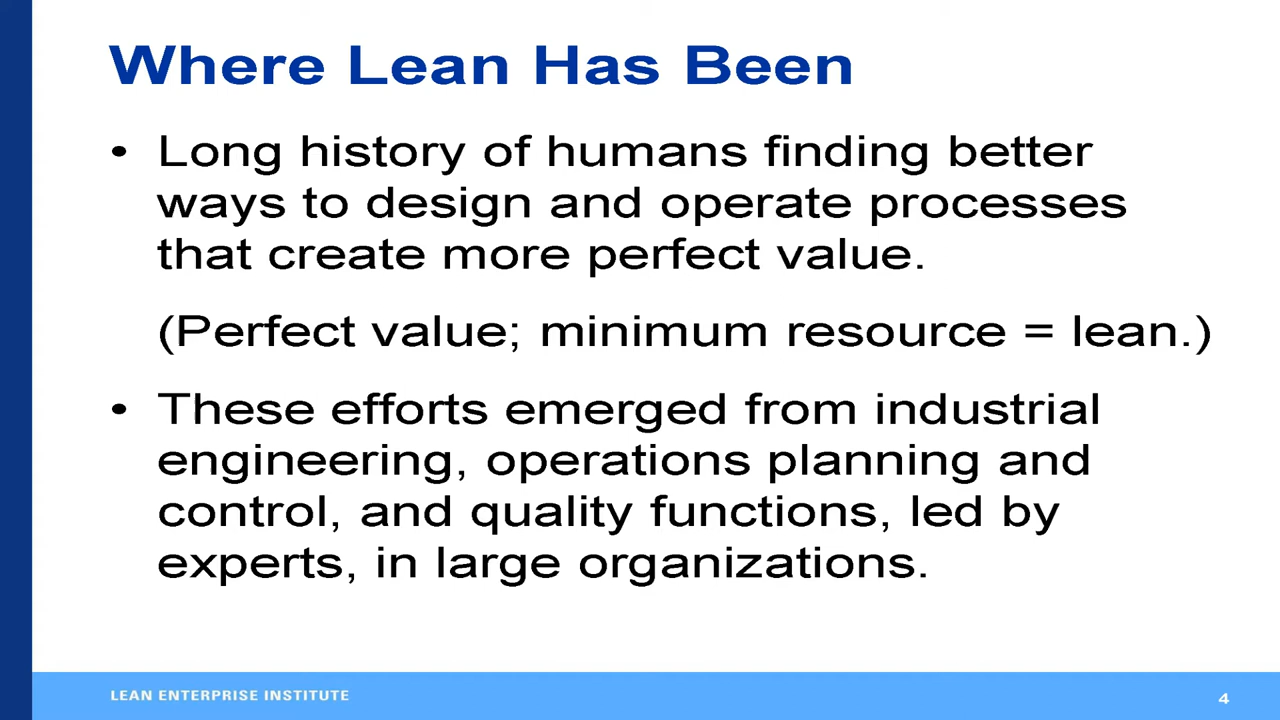 Where Lean Has Been
• Long history of humans finding better
ways to design and operate processes
that create more perfect value.
(Perfect value; minimum resource = lean.)
• These efforts emerged from industrial
engineering, operations planning and
control, and quality functions, led by
experts, in large organizations.
LEAN ENTERPRISE INSTITUTE
4